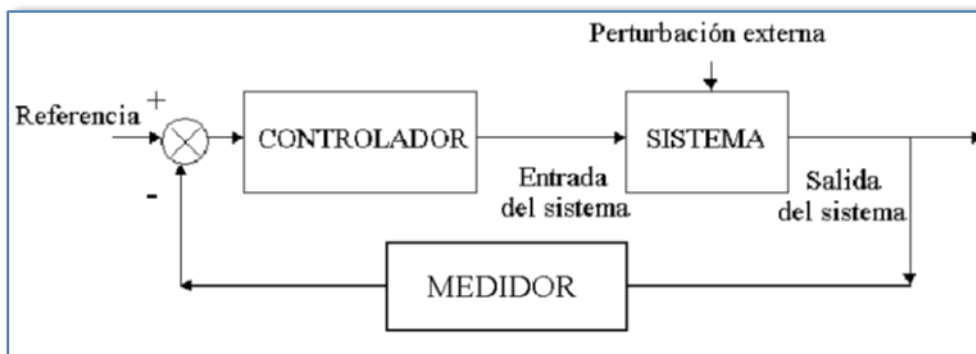 Perturbación externa
Referencia
+
CONTROLADOR
SISTEMA
-
Entrada
del sistema
Salida
del sistema
MEDIDOR